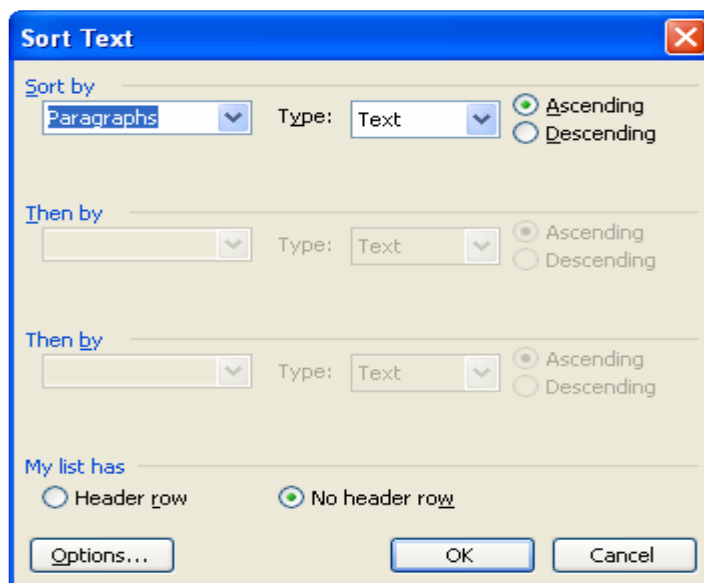 Sort Text
Sort by
Paragraphs Type: Text Ascending
Descending
Then by
Type: Text Ascending
Descending
Then by
Type: Text Ascending
Descending
My list has
Header row No header row
Options... OK Cancel